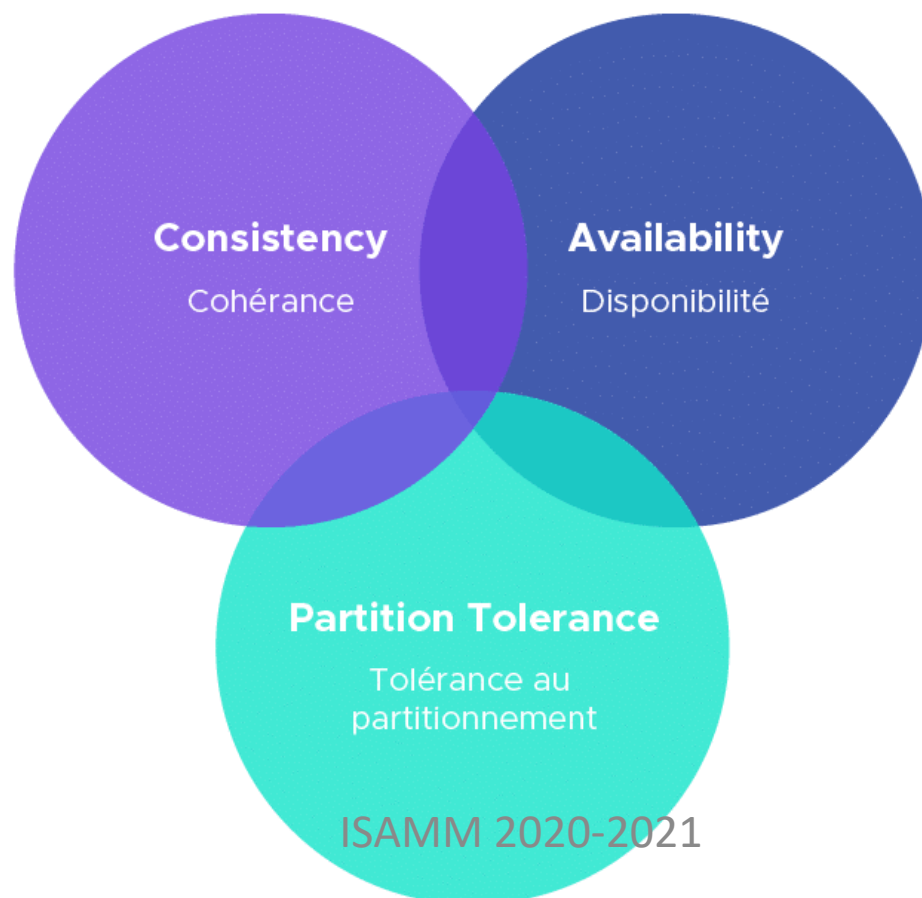 Consistency
Cohérance
Availability
Disponibilité
Partition Tolerance
Tolérance au
partitionnement
ISAMM 2020-2021